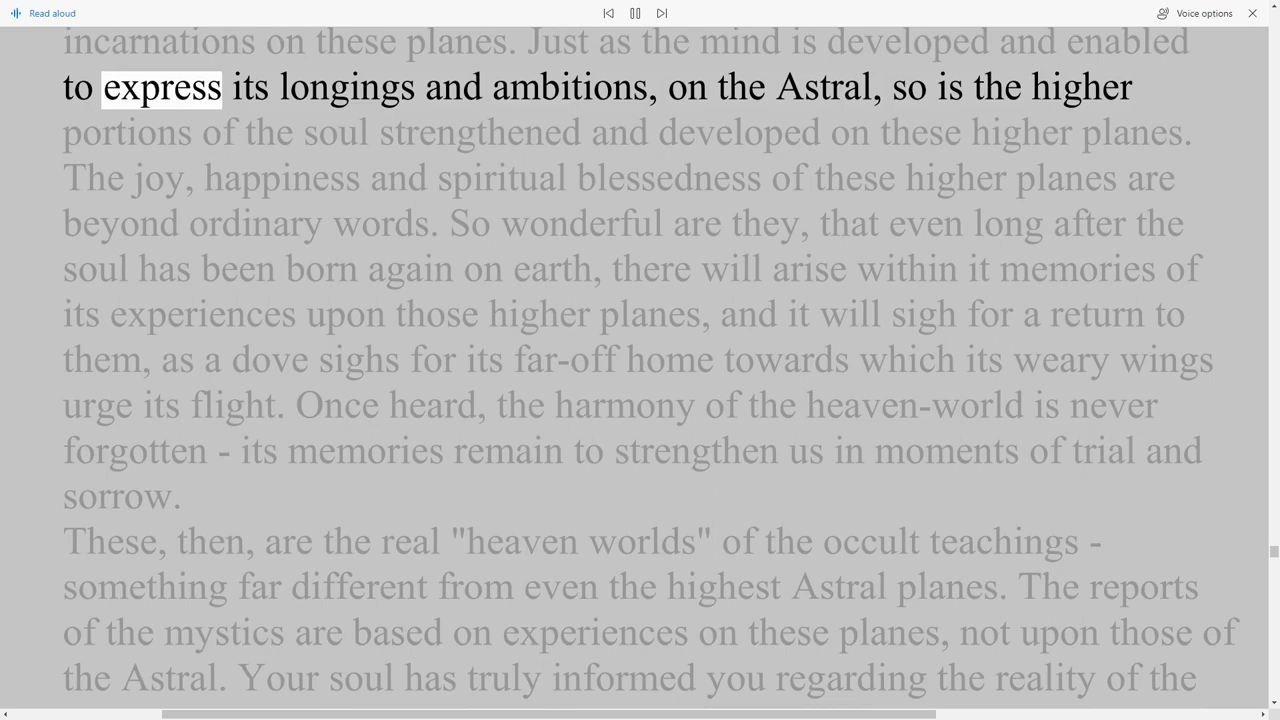 Read aloud
Voice options
incarnations on these planes. Just as the mind is developed and enabled
to express its longings and ambitions, on the Astral, so is the higher
portions of the soul strengthened and developed on these higher planes.
The joy, happiness and spiritual blessedness of these higher planes are
beyond ordinary words. So wonderful are they, that even long after the
soul has been born again on earth, there will arise within it memories of
its experiences upon those higher planes, and it will sigh for a return to
them, as a dove sighs for its far-off home towards which its weary wings
urge its flight. Once heard, the harmony of the heaven-world is never
forgotten - its memories remain to strengthen us in moments of trial and
sorrow.
These, then, are the real "heaven worlds" of the occult teachings -
something far different from even the highest Astral planes. The reports
of the mystics are based on experiences on these planes, not upon those of
the Astral. Your soul has truly informed you regarding the reality of the